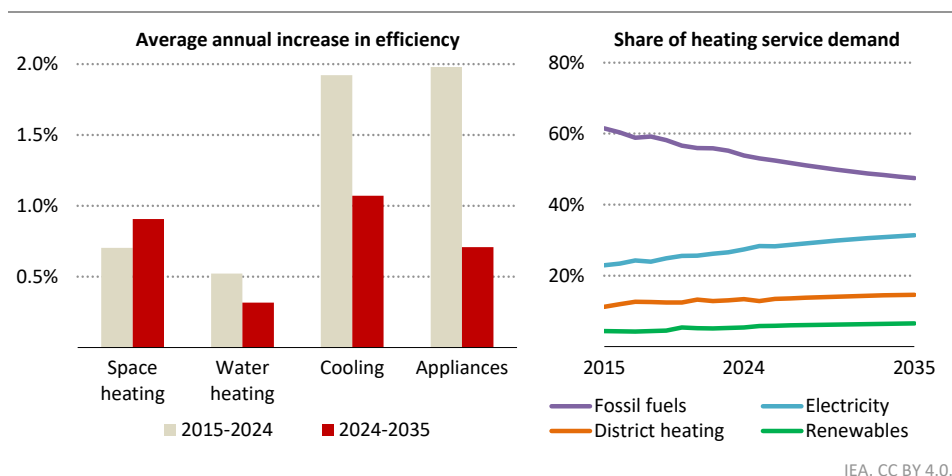 Average annual increase in efficiency
2.0%
1.5%
1.0%
0.5%
Space heating
Water heating
Cooling
Appliances
2015-2024
2024-2035
Share of heating service demand
80%
60%
40%
20%
2015
2024
2035
Fossil fuels
Electricity
District heating
Renewables
IEA. CC BY 4.0.